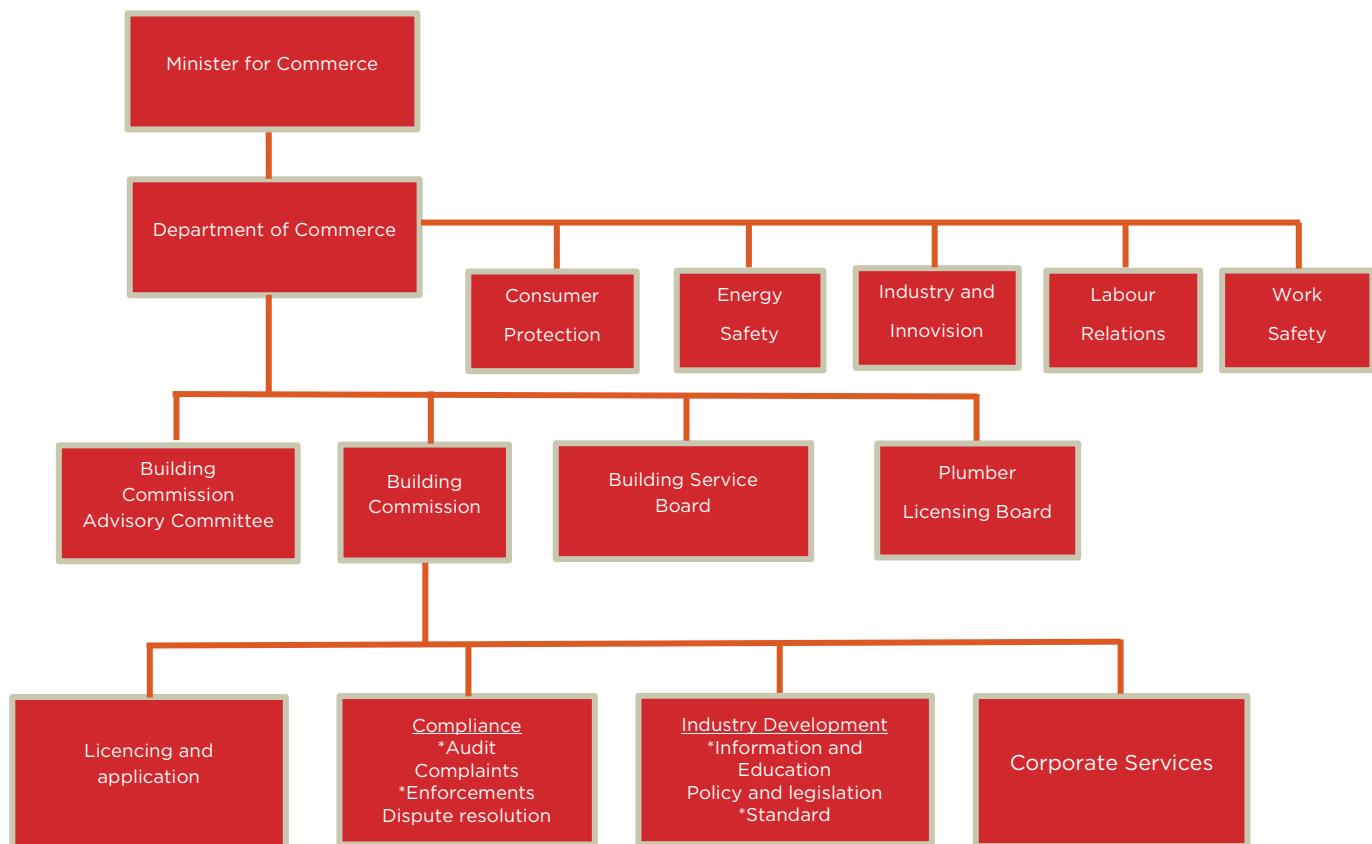 Minister for Commerce
Department of Commerce
Consumer
Protection
Energy
Safety
Industry and
Innovision
Labour
Relations
Work
Safety
Building
Commission
Advisory Committee
Building
Commission
Building Service
Board
Plumber
Licensing Board
Licencing and
application
Compliance
*Audit
Complaints
*Enforcements
Dispute resolution
Industry Development
*Information and
Education
Policy and legislation
*Standard
Corporate Services